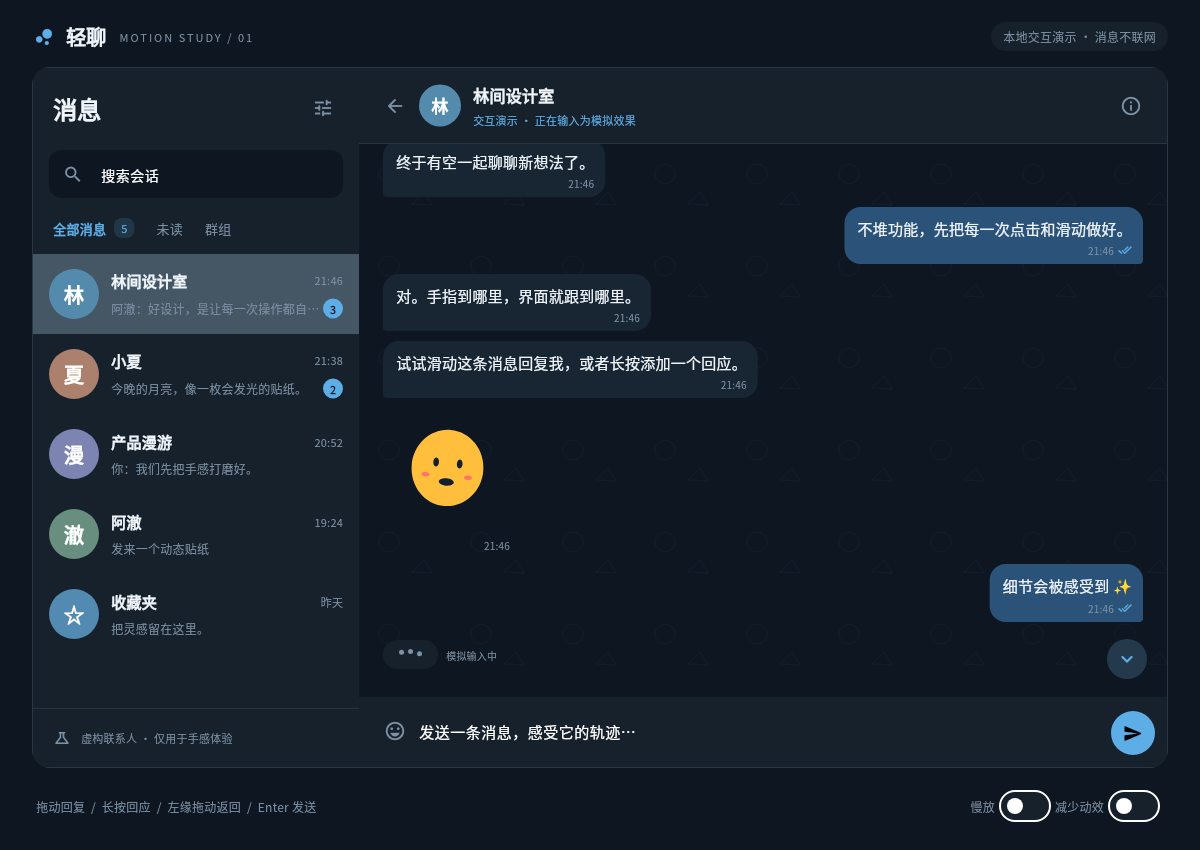 轻聊 MOTION STUDY / 01
本地交互演示 · 消息不联网
消息
搜索会话
全部消息 5 未读 群组
林
林间设计室 21:46
阿澈：好设计，是让每一次操作都自… 3
夏
小夏 21:38
今晚的月亮，像一枚会发光的贴纸。 2
漫
产品漫游 20:52
你：我们先把手感打磨好。
澈
阿澈 19:24
发来一个动态贴纸
收藏夹 昨天
把灵感留在这里。
虚构联系人 · 仅用于手感体验
林
林间设计室
交互演示 · 正在输入为模拟效果
终于有空一起聊聊新想法了。
21:46
不堆功能，先把每一次点击和滑动做好。
21:46
对。手指到哪里，界面就跟到哪里。
21:46
试试滑动这条消息回复我，或者长按添加一个回应。
21:46
21:46
细节会被感受到 ✨
21:46
模拟输入中
发送一条消息，感受它的轨迹…
拖动回复 / 长按回应 / 左缘拖动返回 / Enter 发送
慢放 减少动效